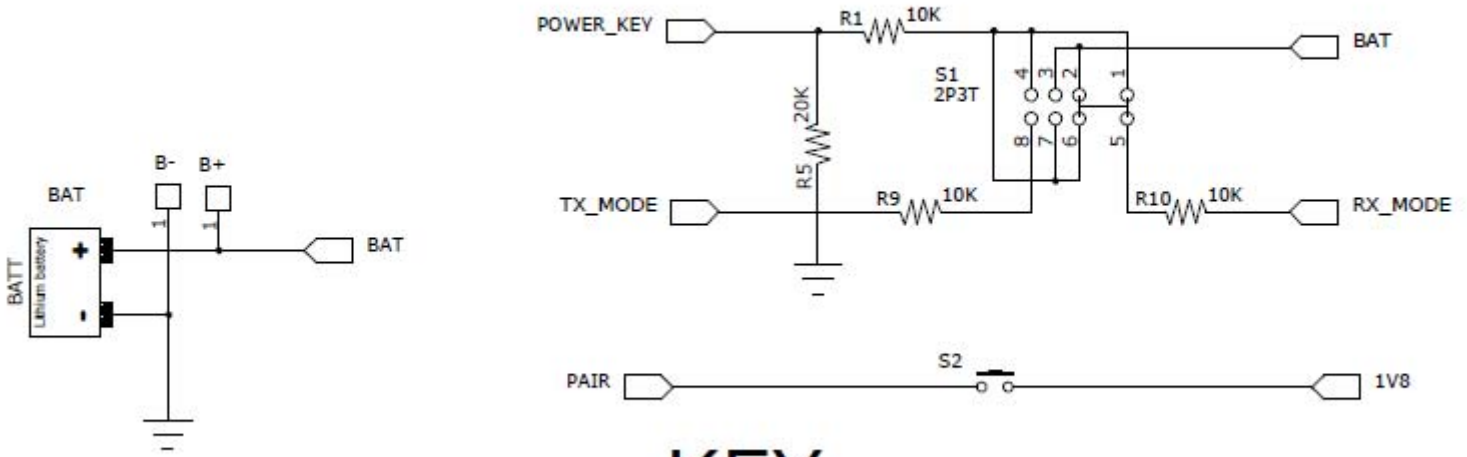 POWER_KEY
R1
10K
BAT
S1
2P3T
4
3
2
1
20K
R5
8
7
6
5
TX_MODE
R9
10K
R10
10K
RX_MODE
B-
B+
BAT
1
1
BATT
Lithium battery
+
-
BAT
PAIR
S2
1V8
KEY